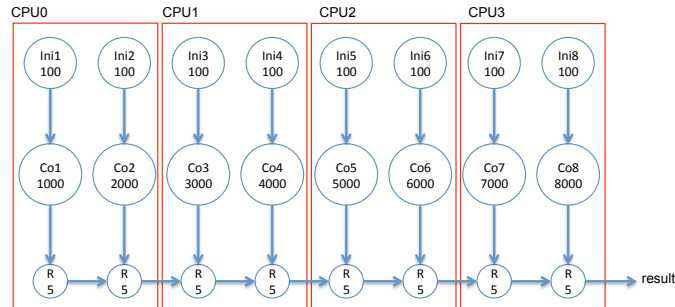 CPU0 CPU1 CPU2 CPU3
Ini1 Ini2 Ini3 Ini4 Ini5 Ini6 Ini7 Ini8
100 100 100 100 100 100 100 100
Co1 Co2 Co3 Co4 Co5 Co6 Co7 Co8
1000 2000 3000 4000 5000 6000 7000 8000
R R R R R R R R
result
5 5 5 5 5 5 5 5